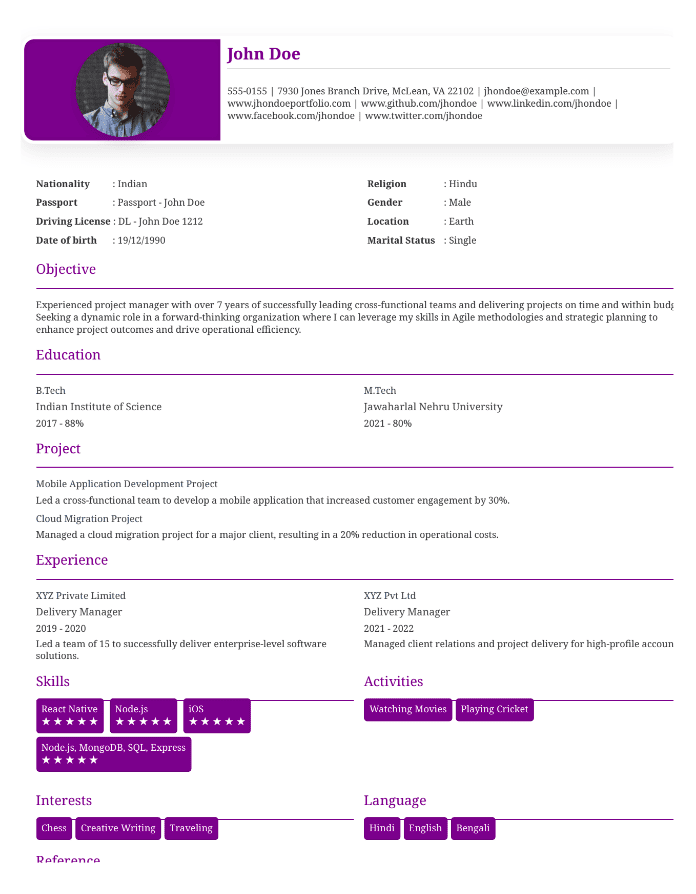 John Doe
555-0155 | 7930 Jones Branch Drive, McLean, VA 22102 | jhondoe@example.com |
www.jhondoeportfolio.com | www.github.com/jhondoe | www.linkedin.com/jhondoe |
www.facebook.com/jhondoe | www.twitter.com/jhondoe
Nationality : Indian
Passport : Passport - John Doe
Driving License : DL - John Doe 1212
Date of birth : 19/12/1990
Religion : Hindu
Gender : Male
Location : Earth
Marital Status : Single
Objective
Experienced project manager with over 7 years of successfully leading cross-functional teams and delivering projects on time and within
Seeking a dynamic role in a forward-thinking organization where I can leverage my skills in Agile methodologies and strategic planning to
enhance project outcomes and drive operational efficiency.
Education
B.Tech
Indian Institute of Science
2017 - 88%
M.Tech
Jawaharlal Nehru University
2021 - 80%
Project
Mobile Application Development Project
Led a cross-functional team to develop a mobile application that increased customer engagement by 30%.
Cloud Migration Project
Managed a cloud migration project for a major client, resulting in a 20% reduction in operational costs.
Experience
XYZ Private Limited
Delivery Manager
2019 - 2020
Led a team of 15 to successfully deliver enterprise-level software
solutions.
XYZ Pvt Ltd
Delivery Manager
2021 - 2022
Managed client relations and project delivery for high-profile accoun
Skills
React Native
★★★★★
Node.js
★★★★★
iOS
★★★★★
Node.js, MongoDB, SQL, Express
★★★★★
Activities
Watching Movies
Playing Cricket
Interests
Chess
Creative Writing
Traveling
Language
Hindi
English
Bengali
Reference